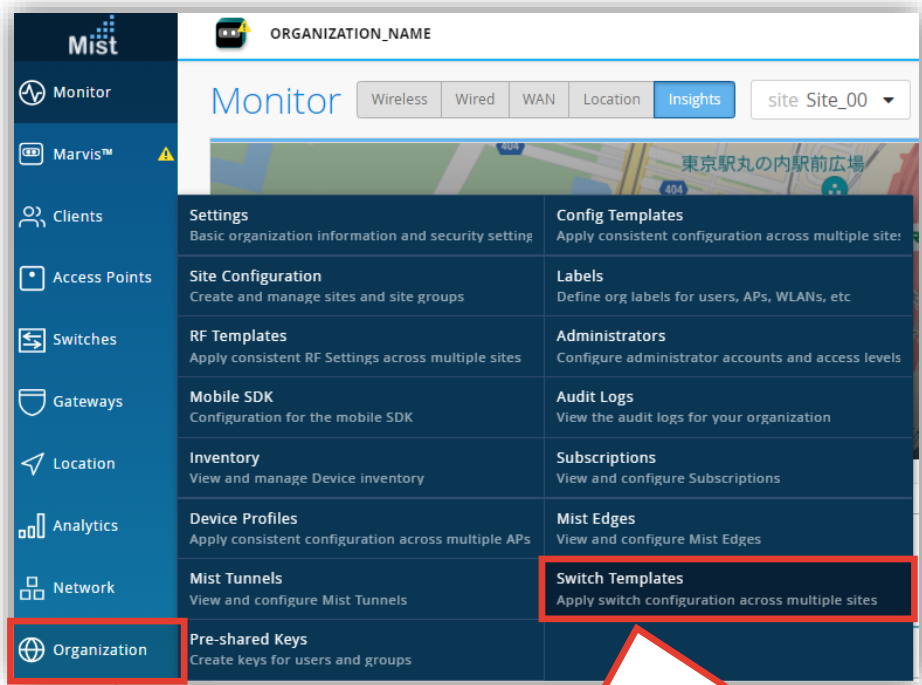 Mist
ORGANIZATION_NAME
Monitor
Marvis™
Clients
Access Points
Switches
Gateways
Location
Analytics
Network
Organization
Monitor
Wireless
Wired
WAN
Location
Insights
site Site_00
404
東京駅丸の内駅前広場
404
Settings
Basic organization information and security setting
Site Configuration
Create and manage sites and site groups
RF Templates
Apply consistent RF Settings across multiple sites
Mobile SDK
Configuration for the mobile SDK
Inventory
View and manage Device inventory
Device Profiles
Apply consistent configuration across multiple APs
Mist Tunnels
View and configure Mist Tunnels
Pre-shared Keys
Create keys for users and groups
Config Templates
Apply consistent configuration across multiple sites
Labels
Define org labels for users, APs, WLANs, etc
Administrators
Configure administrator accounts and access levels
Audit Logs
View the audit logs for your organization
Subscriptions
View and configure Subscriptions
Mist Edges
View and configure Mist Edges
Switch Templates
Apply switch configuration across multiple sites